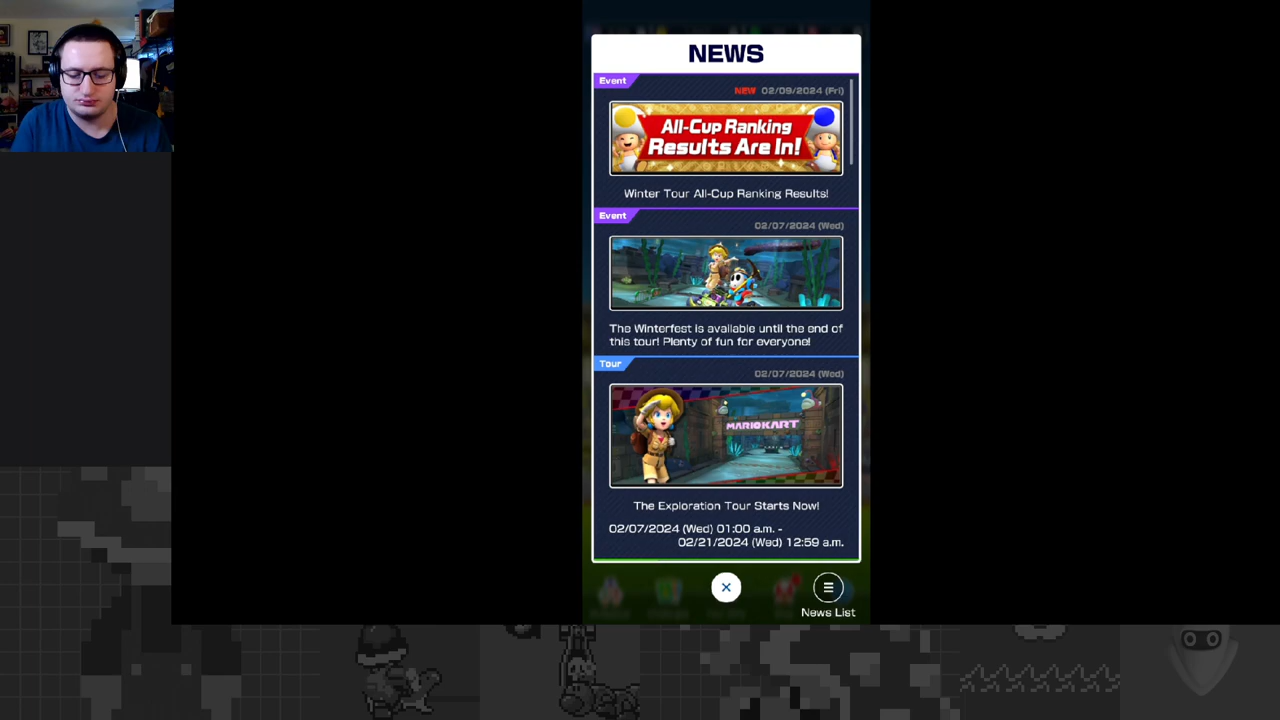 NEWS
Event
NEW 02/09/2024 (Fri)
All-Cup Ranking
Results Are In!
Winter Tour All-Cup Ranking Results!
Event
02/07/2024 (Wed)
The Winterfest is available until the end of
this tour! Plenty of fun for everyone!
Tour
02/07/2024 (Wed)
MARIOKART
The Exploration Tour Starts Now!
02/07/2024 (Wed) 01:00 a.m. -
02/21/2024 (Wed) 12:59 a.m.
News List